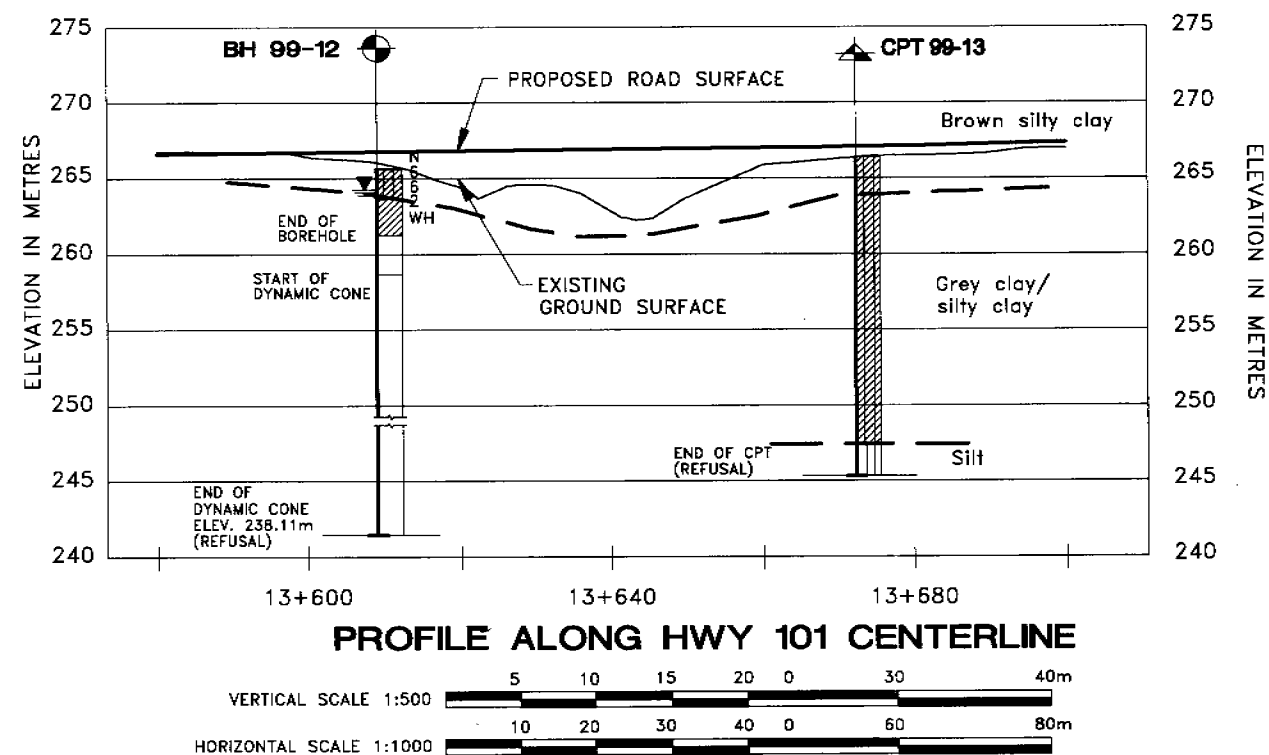 275
275
BH 99-12
CPT 99-13
PROPOSED ROAD SURFACE
270
270
Brown silty clay
265
265
N
6
6
2
WH
END OF
BOREHOLE
260
260
START OF
DYNAMIC CONE
EXISTING
GROUND SURFACE
Grey clay/
silty clay
255
255
250
250
END OF CPT
(REFUSAL)
Silt
245
245
END OF
DYNAMIC CONE
ELEV. 238.11m
(REFUSAL)
240
240
ELEVATION IN METRES
ELEVATION IN METRES
13+600
13+640
13+680
PROFILE ALONG HWY 101 CENTERLINE
5 10 15 20 0 30 40m
VERTICAL SCALE 1:500
10 20 30 40 0 60 80m
HORIZONTAL SCALE 1:1000